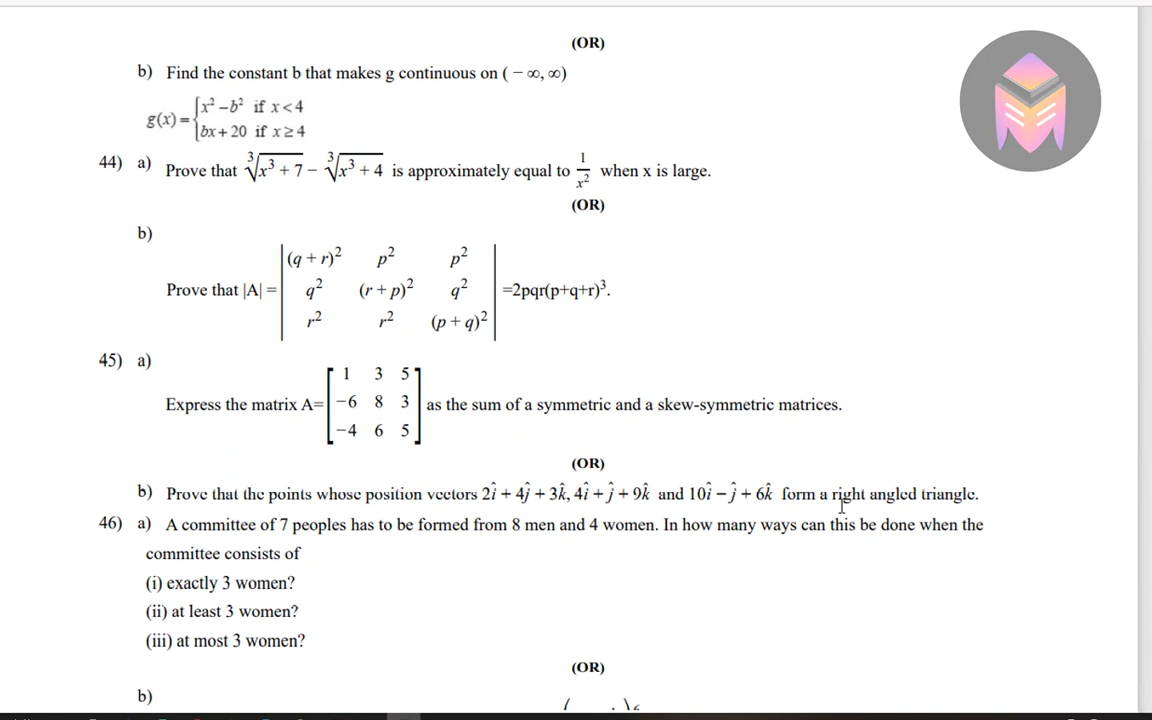 (OR)
b) Find the constant b that makes g continuous on ( − ∞, ∞)
g(x) = { x² − b² if x < 4
bx + 20 if x ≥ 4
44) a) Prove that ∛(x³ + 7) − ∛(x³ + 4) is approximately equal to 1/x² when x is large.
(OR)
b)
(q + r)² p² p²
Prove that |A| = q² (r + p)² q² =2pqr(p+q+r)³.
r² r² (p + q)²
45) a)
1 3 5
Express the matrix A= −6 8 3 as the sum of a symmetric and a skew-symmetric matrices.
−4 6 5
(OR)
b) Prove that the points whose position vectors 2î + 4ĵ + 3k̂, 4î + ĵ + 9k̂ and 10î − ĵ + 6k̂ form a right angled triangle.
46) a) A committee of 7 peoples has to be formed from 8 men and 4 women. In how many ways can this be done when the
committee consists of
(i) exactly 3 women?
(ii) at least 3 women?
(iii) at most 3 women?
(OR)
b)